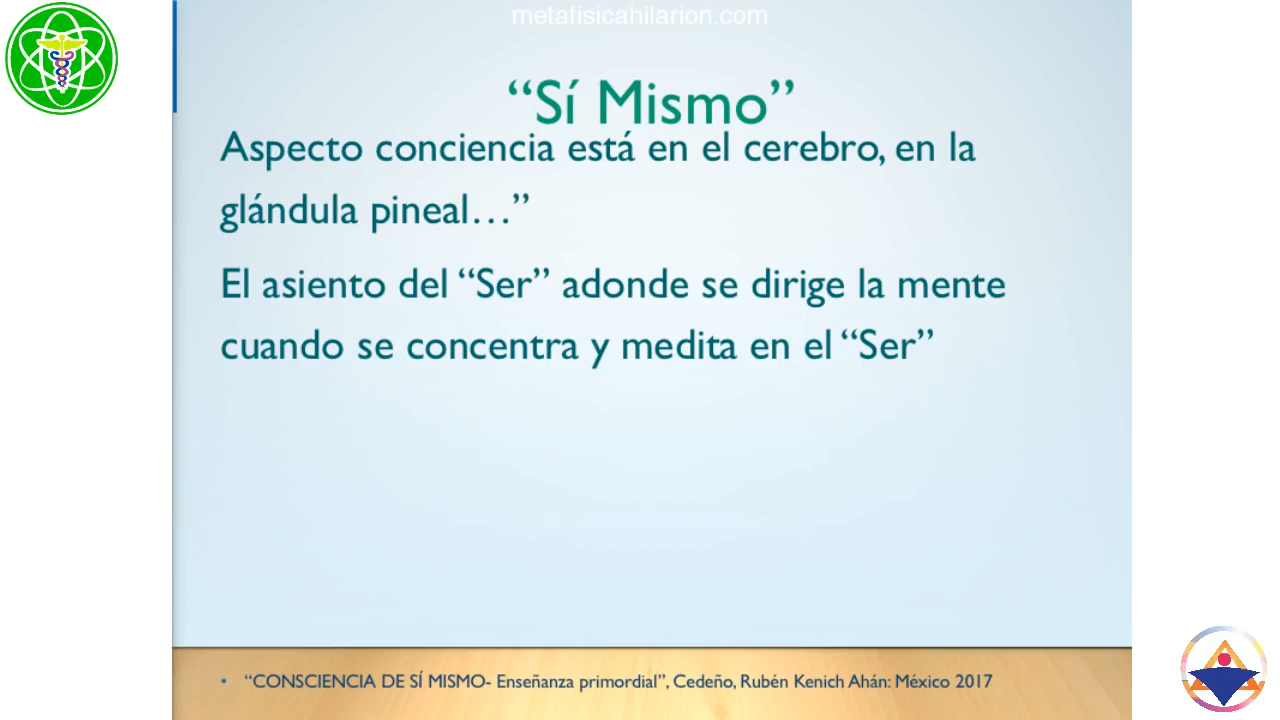 metafisicahilarion.com
“Sí Mismo”
Aspecto conciencia está en el cerebro, en la
glándula pineal…”
El asiento del “Ser” adonde se dirige la mente
cuando se concentra y medita en el “Ser”
• “CONSCIENCIA DE SÍ MISMO- Enseñanza primordial”, Cedeño, Rubén Kenich Ahán: México 2017